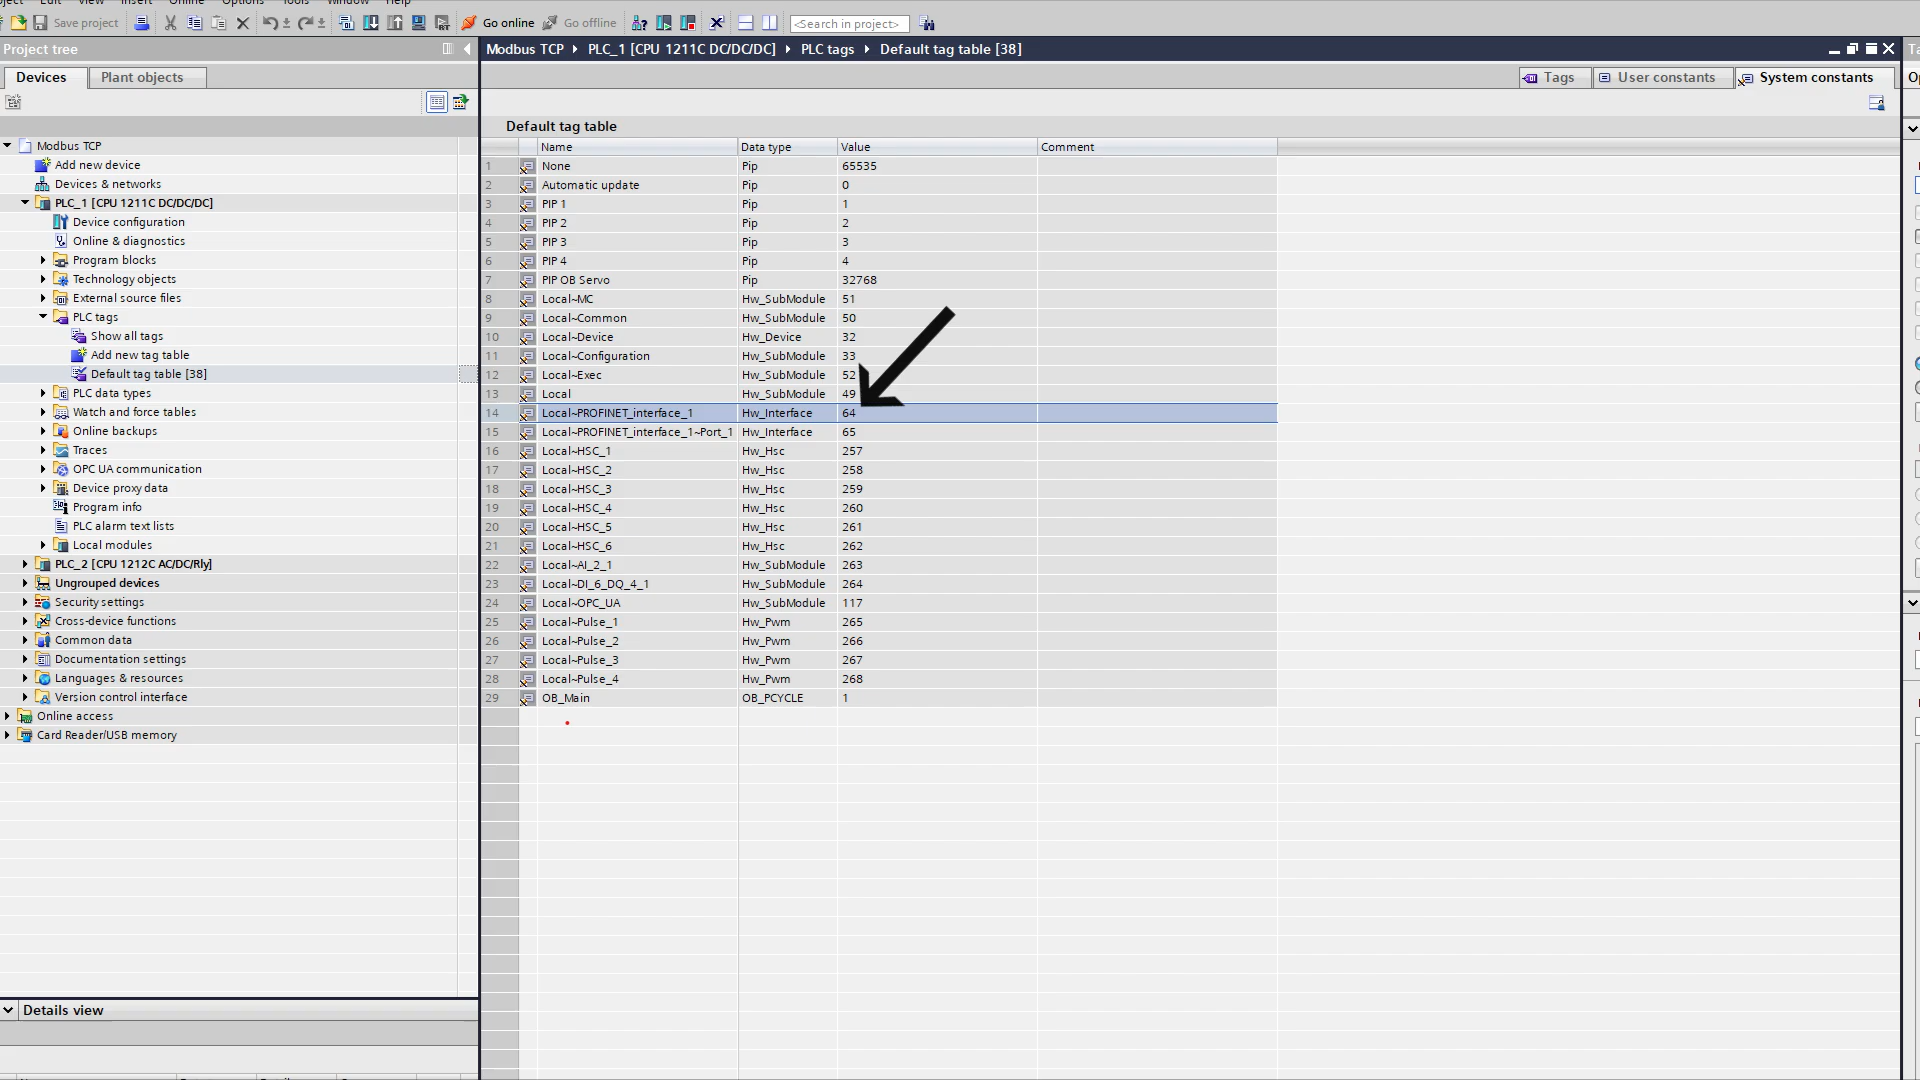 Edit View Insert Online Options Tools Window Help
Save project
Go online
Go offline
<Search in project>
Project tree
Modbus TCP PLC_1 [CPU 1211C DC/DC/DC] PLC tags Default tag table [38]
Devices
Plant objects
Tags
User constants
System constants
Default tag table
Modbus TCP
Add new device
Devices & networks
PLC_1 [CPU 1211C DC/DC/DC]
Device configuration
Online & diagnostics
Program blocks
Technology objects
External source files
PLC tags
Show all tags
Add new tag table
Default tag table [38]
PLC data types
Watch and force tables
Online backups
Traces
OPC UA communication
Device proxy data
Program info
PLC alarm text lists
Local modules
PLC_2 [CPU 1212C AC/DC/Rly]
Ungrouped devices
Security settings
Cross-device functions
Common data
Documentation settings
Languages & resources
Version control interface
Online access
Card Reader/USB memory
Details view
Name Data type Value Comment
1 None Pip 65535
2 Automatic update Pip 0
3 PIP 1 Pip 1
4 PIP 2 Pip 2
5 PIP 3 Pip 3
6 PIP 4 Pip 4
7 PIP OB Servo Pip 32768
8 Local~MC Hw_SubModule 51
9 Local~Common Hw_SubModule 50
10 Local~Device Hw_Device 32
11 Local~Configuration Hw_SubModule 33
12 Local~Exec Hw_SubModule 52
13 Local Hw_SubModule 49
14 Local~PROFINET_interface_1 Hw_Interface 64
15 Local~PROFINET_interface_1~Port_1 Hw_Interface 65
16 Local~HSC_1 Hw_Hsc 257
17 Local~HSC_2 Hw_Hsc 258
18 Local~HSC_3 Hw_Hsc 259
19 Local~HSC_4 Hw_Hsc 260
20 Local~HSC_5 Hw_Hsc 261
21 Local~HSC_6 Hw_Hsc 262
22 Local~AI_2_1 Hw_SubModule 263
23 Local~DI_6_DQ_4_1 Hw_SubModule 264
24 Local~OPC_UA Hw_SubModule 117
25 Local~Pulse_1 Hw_Pwm 265
26 Local~Pulse_2 Hw_Pwm 266
27 Local~Pulse_3 Hw_Pwm 267
28 Local~Pulse_4 Hw_Pwm 268
29 OB_Main OB_PCYCLE 1